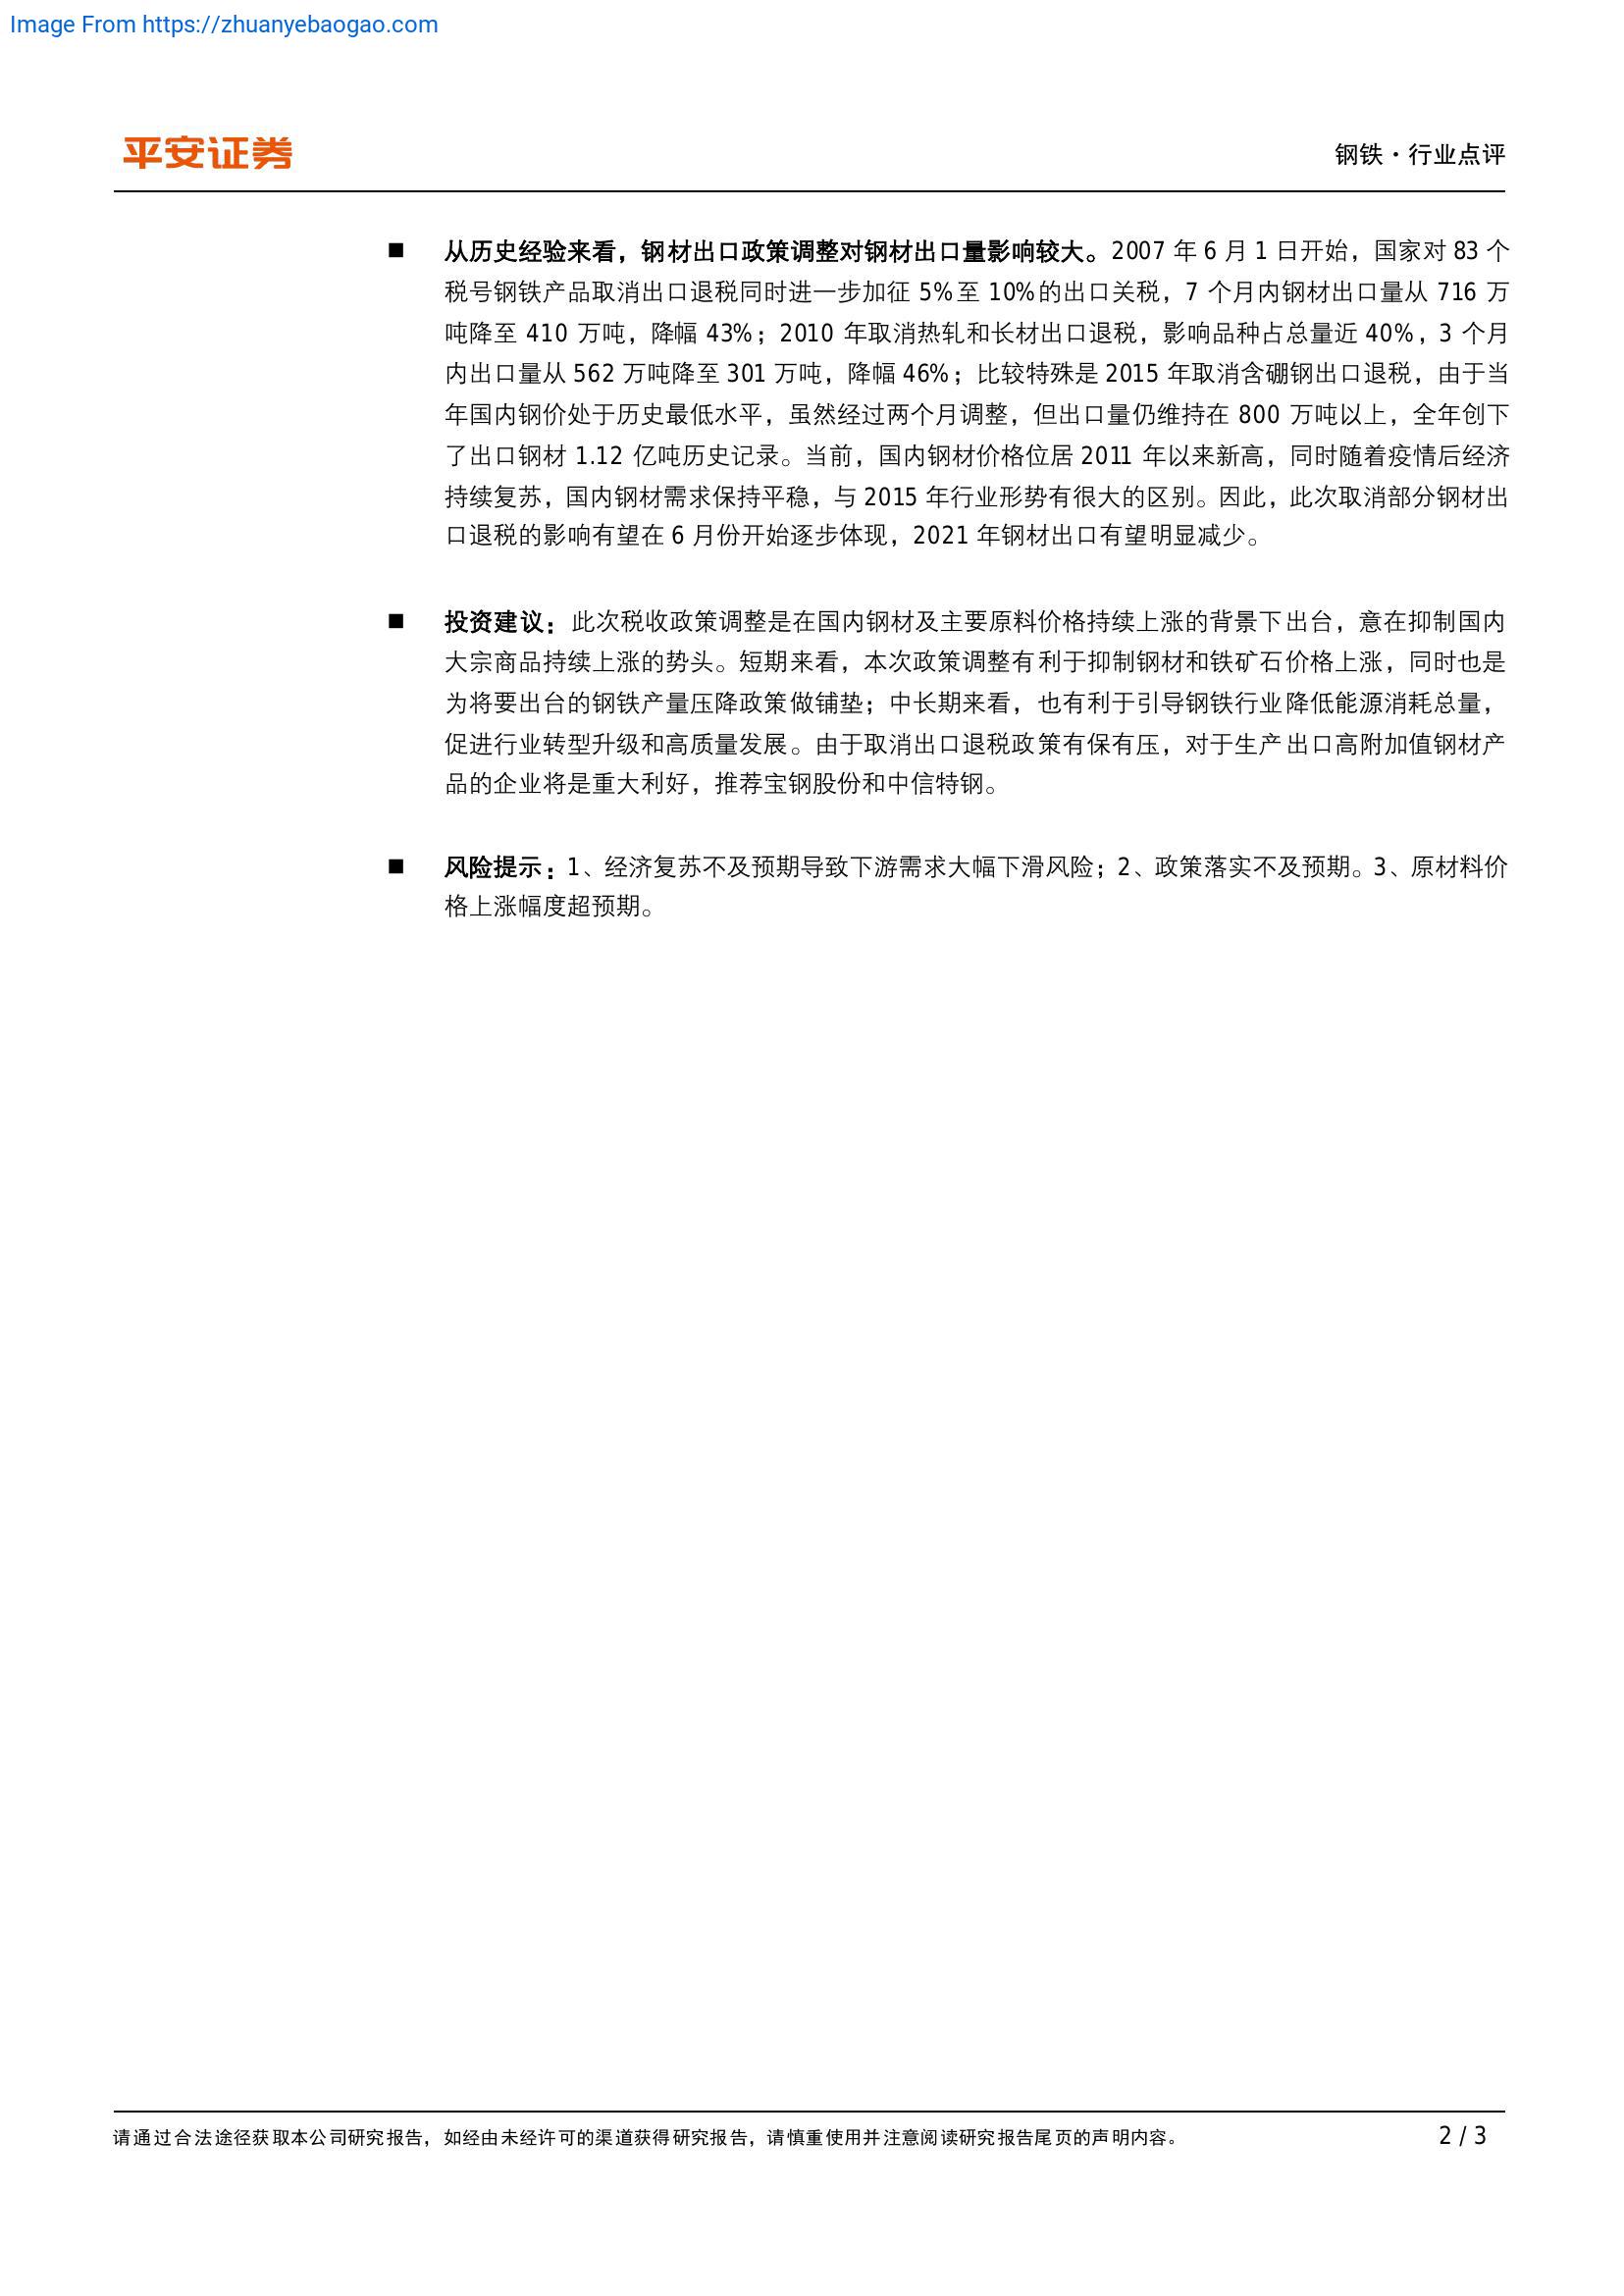 Image From https://zhuanyebaogao.com
平安证券
钢铁·行业点评
■ 从历史经验来看，钢材出口政策调整对钢材出口量影响较大。2007 年 6 月 1 日开始，国家对 83 个
税号钢铁产品取消出口退税同时进一步加征 5%至 10%的出口关税，7 个月内钢材出口量从 716 万
吨降至 410 万吨，降幅 43%；2010 年取消热轧和长材出口退税，影响品种占总量近 40%，3 个月
内出口量从 562 万吨降至 301 万吨，降幅 46%；比较特殊是 2015 年取消含硼钢出口退税，由于当
年国内钢价处于历史最低水平，虽然经过两个月调整，但出口量仍维持在 800 万吨以上，全年创下
了出口钢材 1.12 亿吨历史记录。当前，国内钢材价格位居 2011 年以来新高，同时随着疫情后经济
持续复苏，国内钢材需求保持平稳，与 2015 年行业形势有很大的区别。因此，此次取消部分钢材出
口退税的影响有望在 6 月份开始逐步体现，2021 年钢材出口有望明显减少。
■ 投资建议：此次税收政策调整是在国内钢材及主要原料价格持续上涨的背景下出台，意在抑制国内
大宗商品持续上涨的势头。短期来看，本次政策调整有利于抑制钢材和铁矿石价格上涨，同时也是
为将要出台的钢铁产量压降政策做铺垫；中长期来看，也有利于引导钢铁行业降低能源消耗总量，
促进行业转型升级和高质量发展。由于取消出口退税政策有保有压，对于生产出口高附加值钢材产
品的企业将是重大利好，推荐宝钢股份和中信特钢。
■ 风险提示：1、经济复苏不及预期导致下游需求大幅下滑风险；2、政策落实不及预期。3、原材料价
格上涨幅度超预期。
请通过合法途径获取本公司研究报告，如经由未经许可的渠道获得研究报告，请慎重使用并注意阅读研究报告尾页的声明内容。
2 / 3